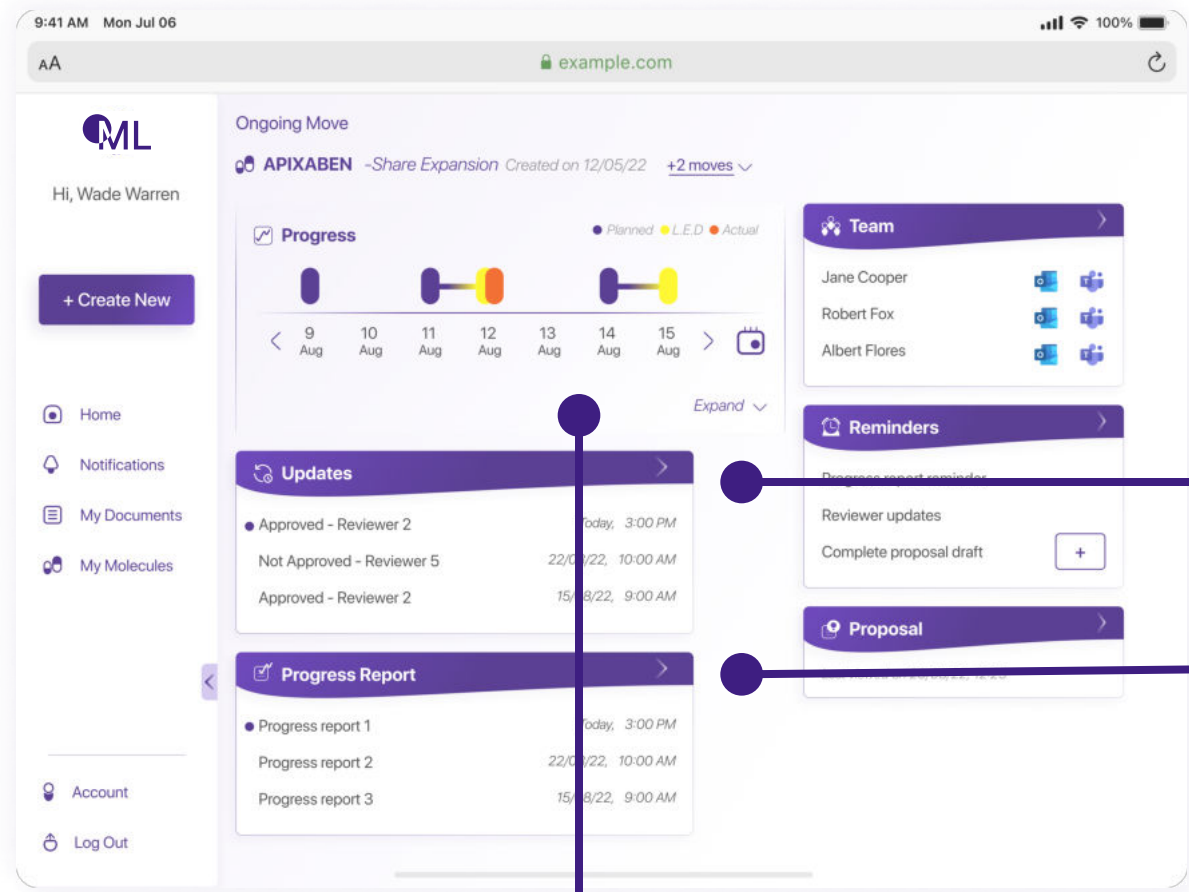 9:41 AM Mon Jul 06
100%
AA
example.com
ML
Hi, Wade Warren
+ Create New
Home
Notifications
My Documents
My Molecules
Account
Log Out
Ongoing Move
APIXABEN -Share Expansion Created on 12/05/22 +2 moves
Progress
Planned L.E.D Actual
9 10 11 12 13 14 15
Aug Aug Aug Aug Aug Aug Aug
Expand
Updates
Approved - Reviewer 2 Today, 3:00 PM
Not Approved - Reviewer 5 10:00 AM
Approved - Reviewer 2 9:00 AM
Progress Report
Progress report 1 Today, 3:00 PM
Progress report 2 10:00 AM
Progress report 3 9:00 AM
Team
Jane Cooper
Robert Fox
Albert Flores
Reminders
Progress report reminder
Reviewer updates
Complete proposal draft
+
Proposal